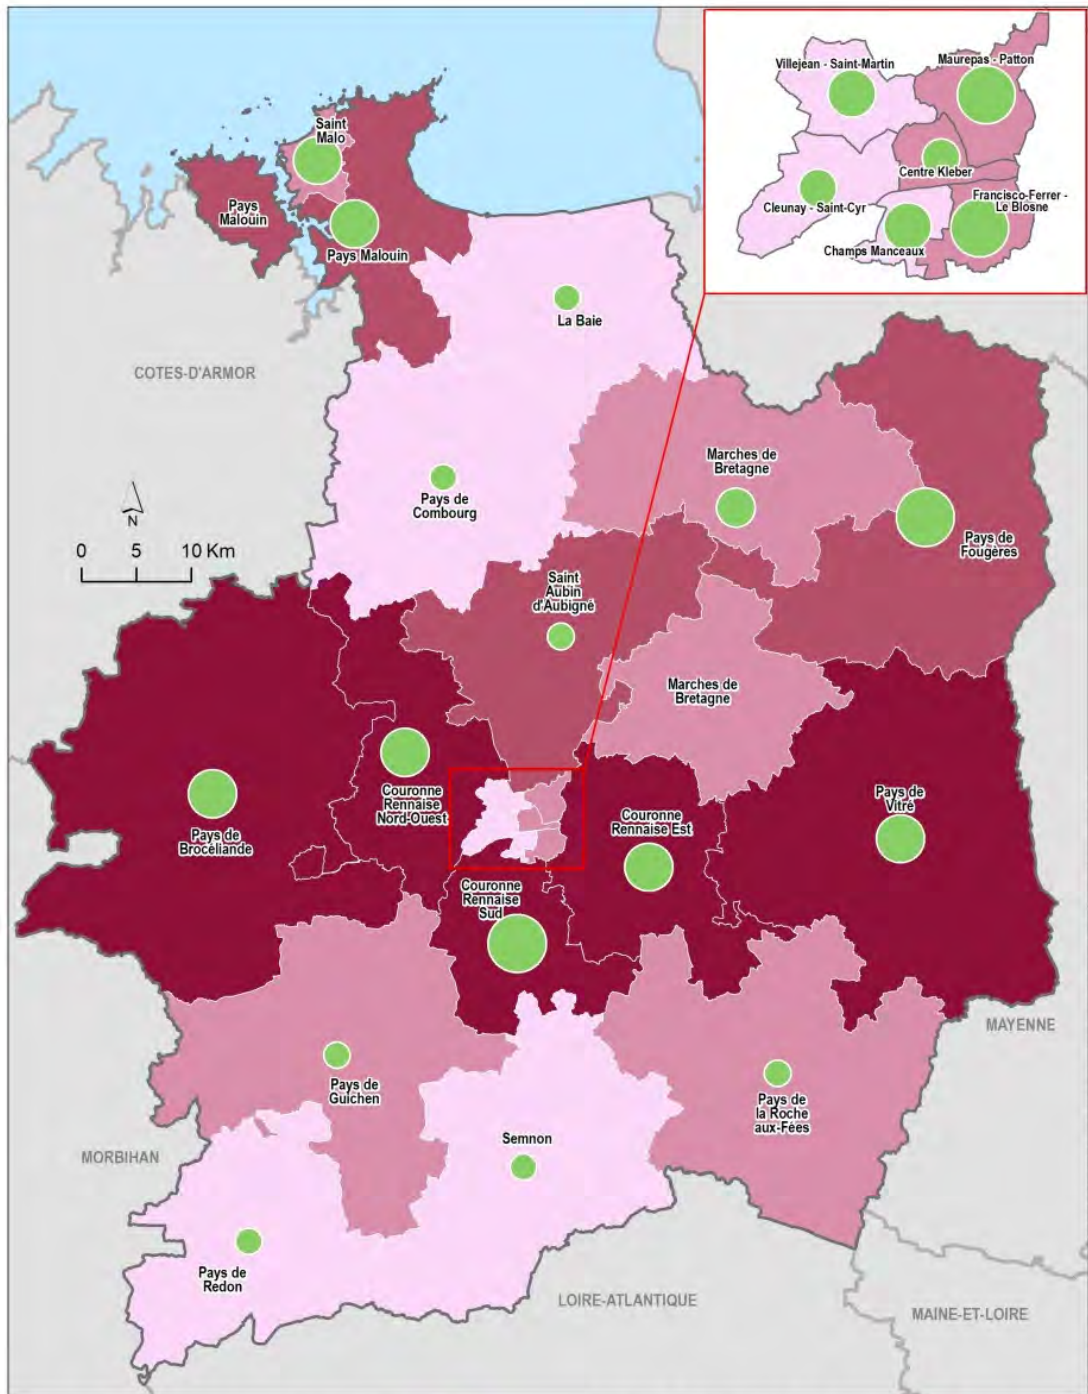 Villejean - Saint-Martin
Maurepas - Patton
Centre Kleber
Francisco-Ferrer -
Le Blosne
Cleunay - Saint-Cyr
Champs Manceaux
Saint
Malo
Pays
Malouin
Pays Malouin
La Baie
COTES-D'ARMOR
Marches de
Bretagne
Pays de
Combourg
N
0 5 10 Km
Pays de
Fougères
Saint
Aubin
d'Aubigné
Marches de
Bretagne
Couronne
Rennaise
Nord-Ouest
Pays de
Vitré
Couronne
Rennaise Est
Pays de
Brocéliande
Couronne
Rennaise
Sud
MAYENNE
Pays de
Guichen
Pays de
la Roche
aux-Fées
Semnon
MORBIHAN
Pays de
Redon
LOIRE-ATLANTIQUE
MAINE-ET-LOIRE